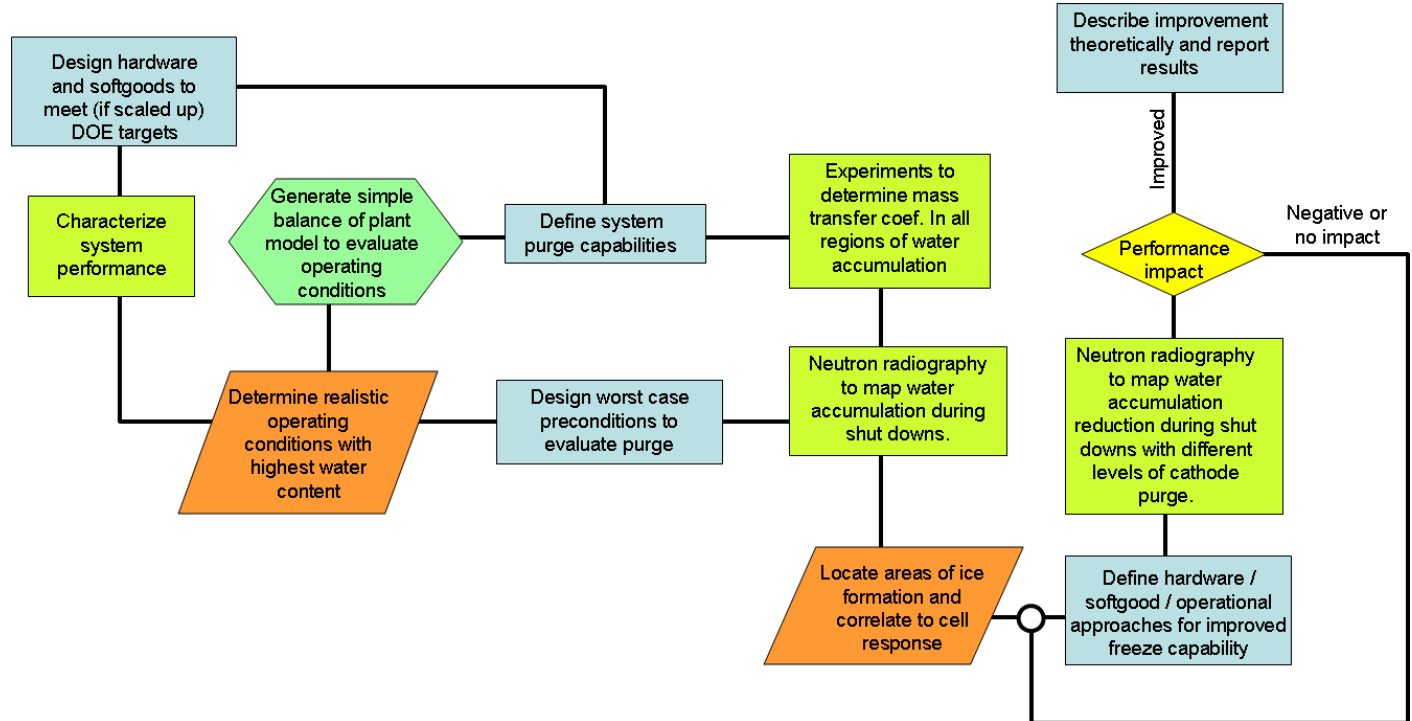 Design hardware
and softgoods to
meet (if scaled up)
DOE targets
Characterize
system
performance
Generate simple
balance of plant
model to evaluate
operating
conditions
Define system
purge capabilities
Experiments to
determine mass
transfer coef. In all
regions of water
accumulation
Determine realistic
operating
conditions with
highest water
content
Design worst case
preconditions to
evaluate purge
Neutron radiography
to map water
accumulation during
shut downs.
Locate areas of ice
formation and
correlate to cell
response
Describe improvement
theoretically and report
results
Improved
Performance
impact
Negative or
no impact
Neutron radiography
to map water
accumulation
reduction during shut
downs with different
levels of cathode
purge.
Define hardware /
softgood / operational
approaches for improved
freeze capability